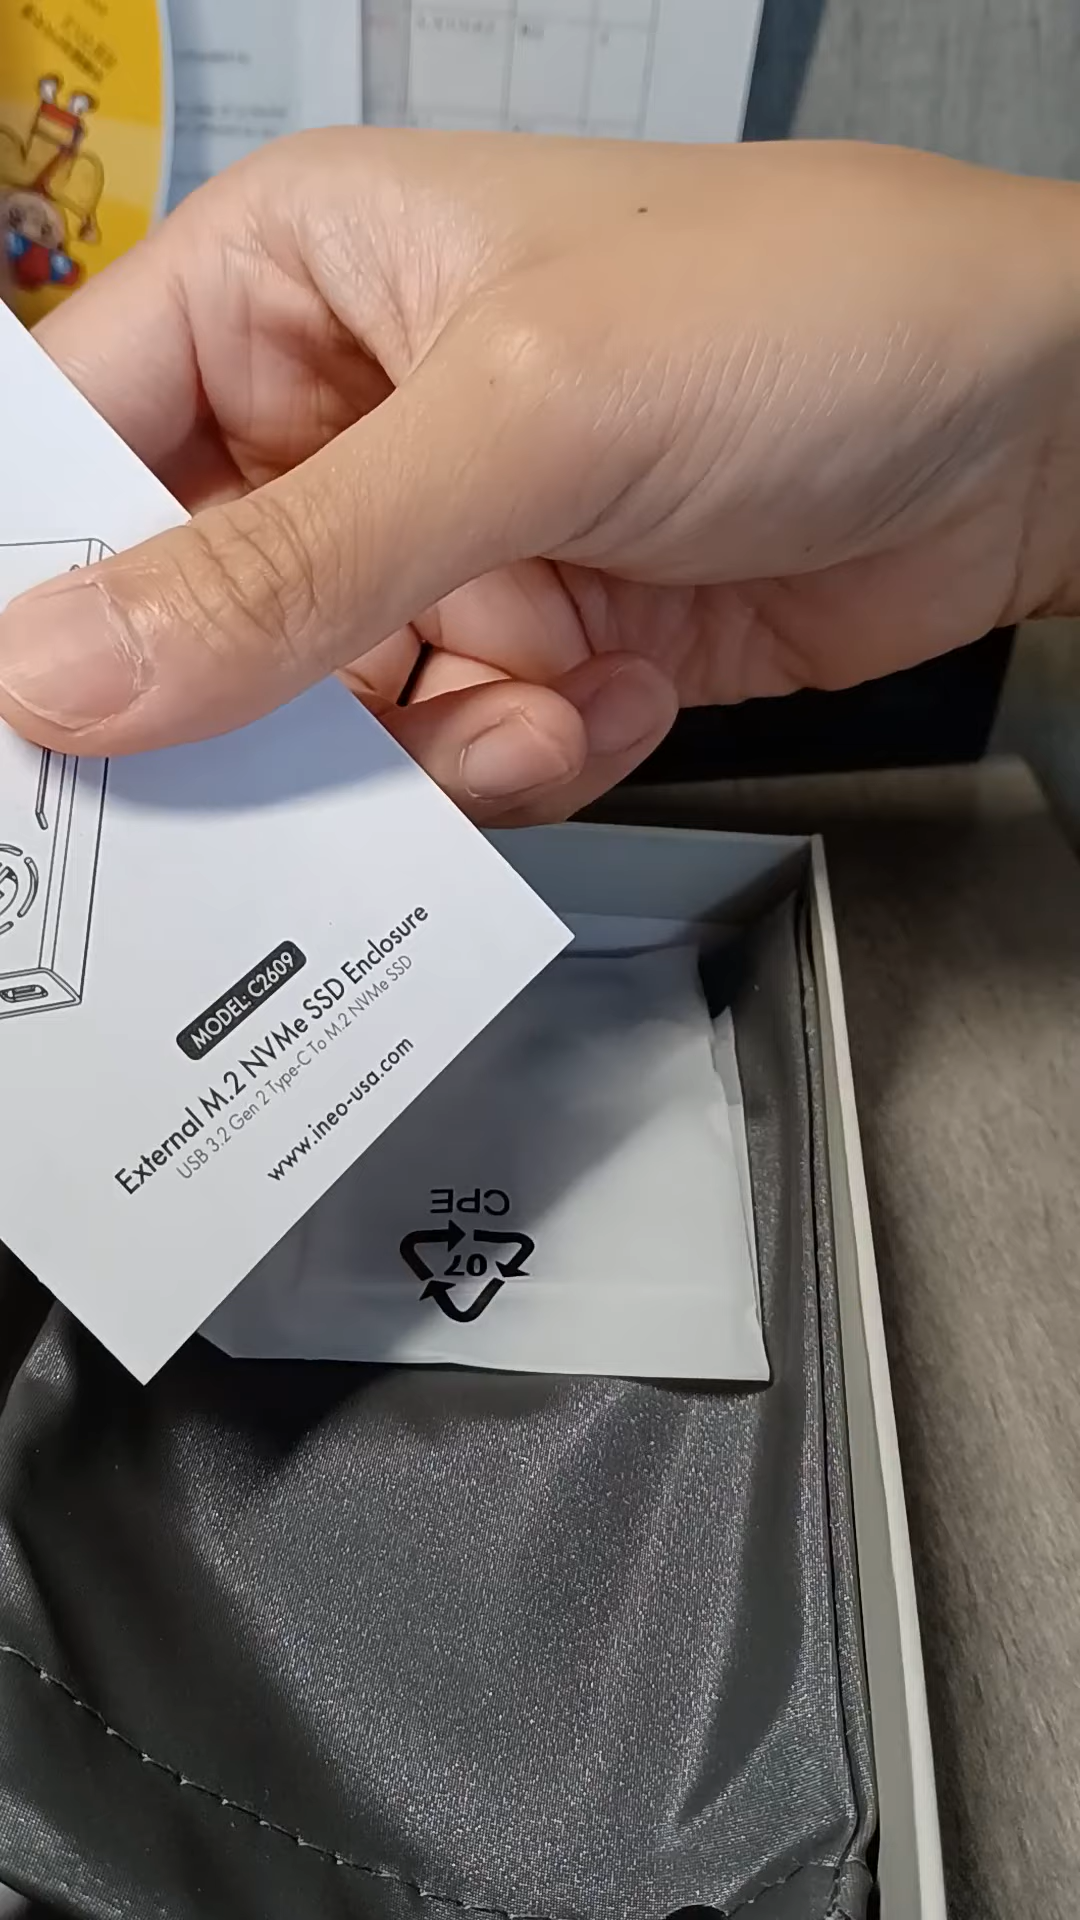 MODEL: C2609
External M.2 NVMe SSD Enclosure
USB 3.2 Gen 2 Type-C To M.2 NVMe SSD
www.ineo-usa.com
CPE
07